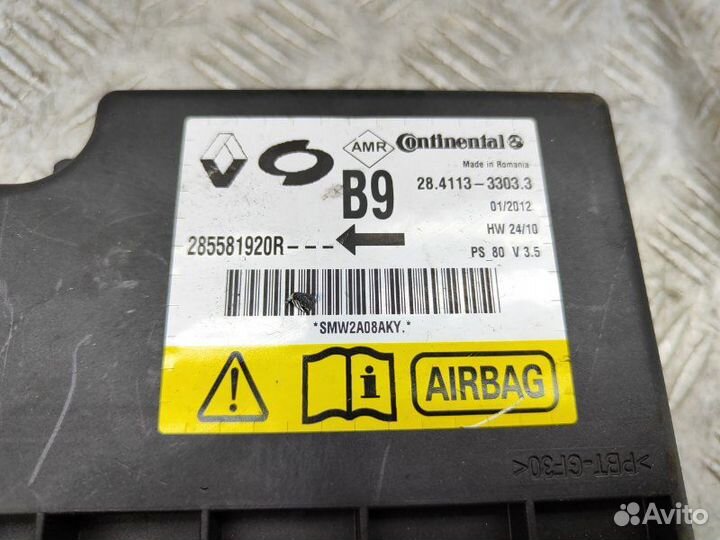 AMR
Continental
Made in Romania
B9
28.4113-3303.3
01/2012
HW 24/10
285581920R---
PS_80 V 3.5
*SMW2A08AKY.*
AIRBAG
>PBT-GF30<
Avito